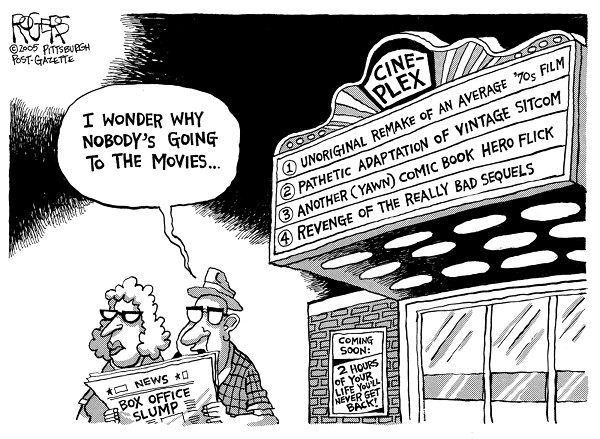 ROGERS
©2005 PITTSBURGH
POST-GAZETTE
I WONDER WHY
NOBODY'S GOING
TO THE MOVIES...
CINE-
PLEX
1 UNORIGINAL REMAKE OF AN AVERAGE '70s FILM
2 PATHETIC ADAPTATION OF VINTAGE SITCOM
3 ANOTHER (YAWN) COMIC BOOK HERO FLICK
4 REVENGE OF THE REALLY BAD SEQUELS
NEWS
BOX OFFICE
SLUMP
COMING
SOON:
2 HOURS
OF YOUR
LIFE YOU'LL
NEVER GET
BACK!